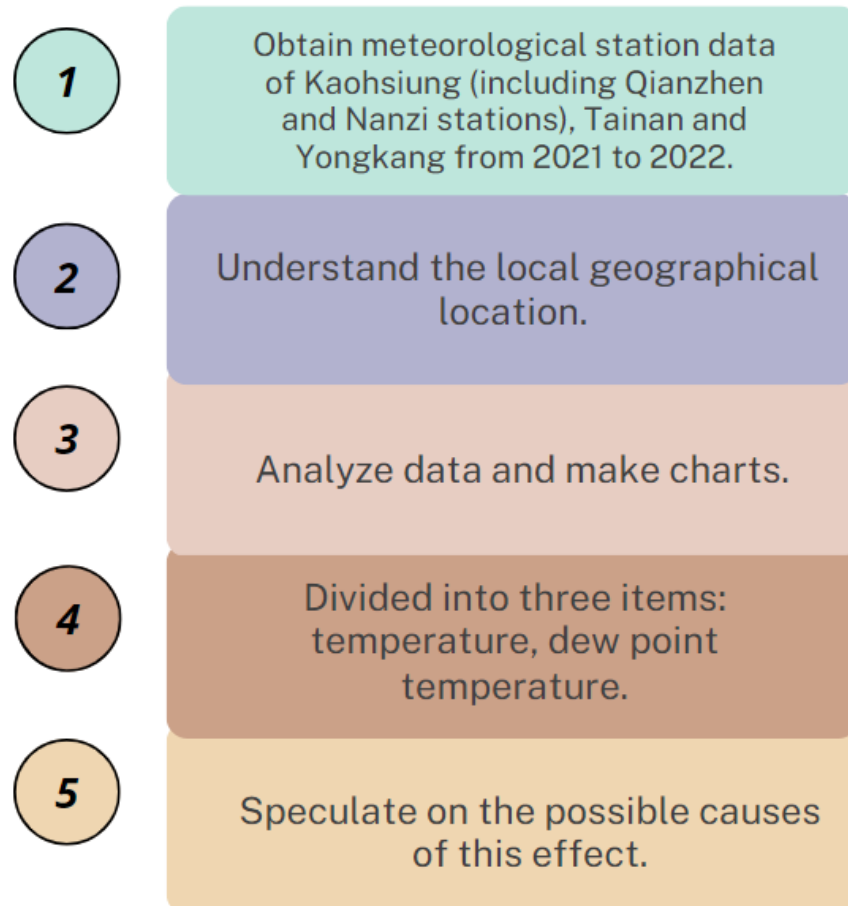 1
Obtain meteorological station data
of Kaohsiung (including Qianzhen
and Nanzi stations), Tainan and
Yongkang from 2021 to 2022.
2
Understand the local geographical
location.
3
Analyze data and make charts.
4
Divided into three items:
temperature, dew point
temperature.
5
Speculate on the possible causes
of this effect.